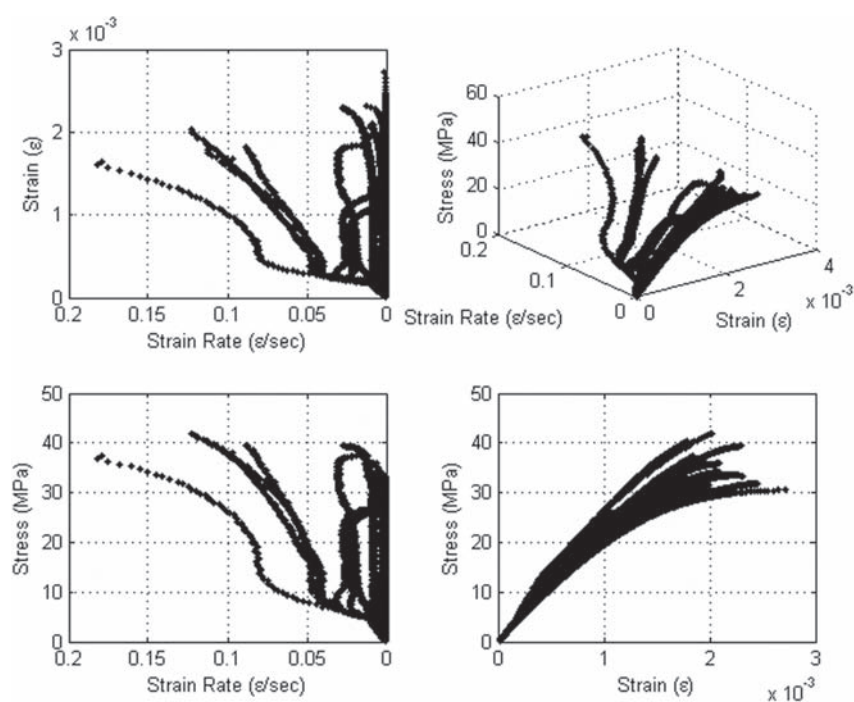 x 10⁻³
3
2
1
0
Strain (ε)
0.2 0.15 0.1 0.05 0
Strain Rate (ε/sec)
60
40
20
0
Stress (MPa)
0.2
0.1
0
Strain Rate (ε/sec)
0
2
4
x 10⁻³
Strain (ε)
50
40
30
20
10
0
Stress (MPa)
0.2 0.15 0.1 0.05 0
Strain Rate (ε/sec)
50
40
30
20
10
0
Stress (MPa)
0 1 2 3
Strain (ε)
x 10⁻³